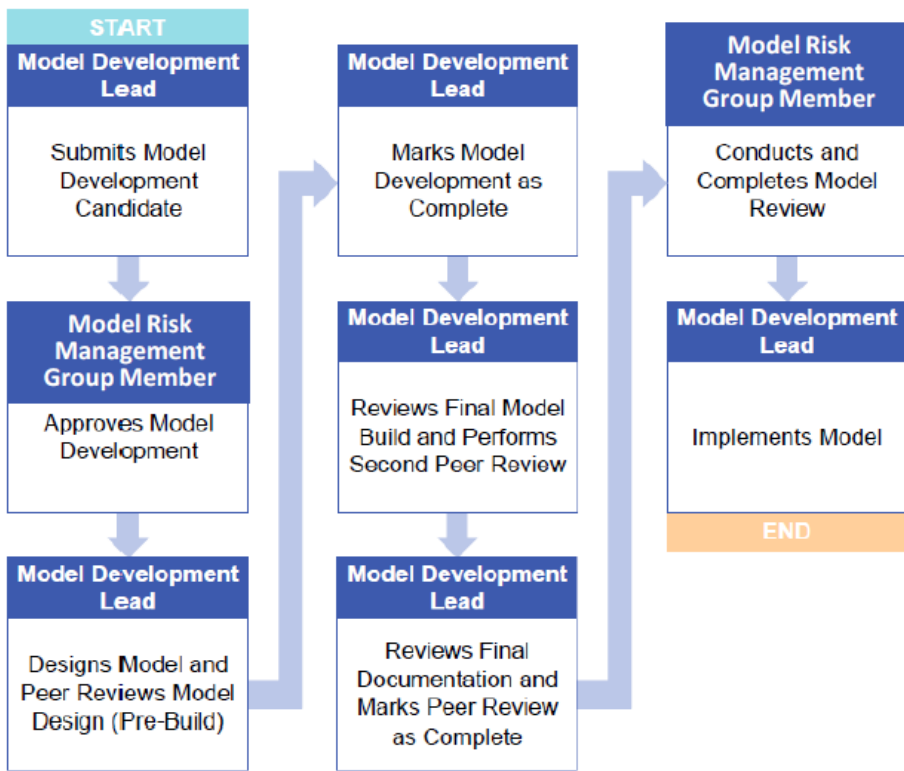 START
Model Development
Lead
Submits Model
Development
Candidate
Model Risk
Management
Group Member
Approves Model
Development
Model Development
Lead
Designs Model and
Peer Reviews Model
Design (Pre-Build)
Model Development
Lead
Marks Model
Development as
Complete
Model Development
Lead
Reviews Final Model
Build and Performs
Second Peer Review
Model Development
Lead
Reviews Final
Documentation and
Marks Peer Review
as Complete
Model Risk
Management
Group Member
Conducts and
Completes Model
Review
Model Development
Lead
Implements Model
END